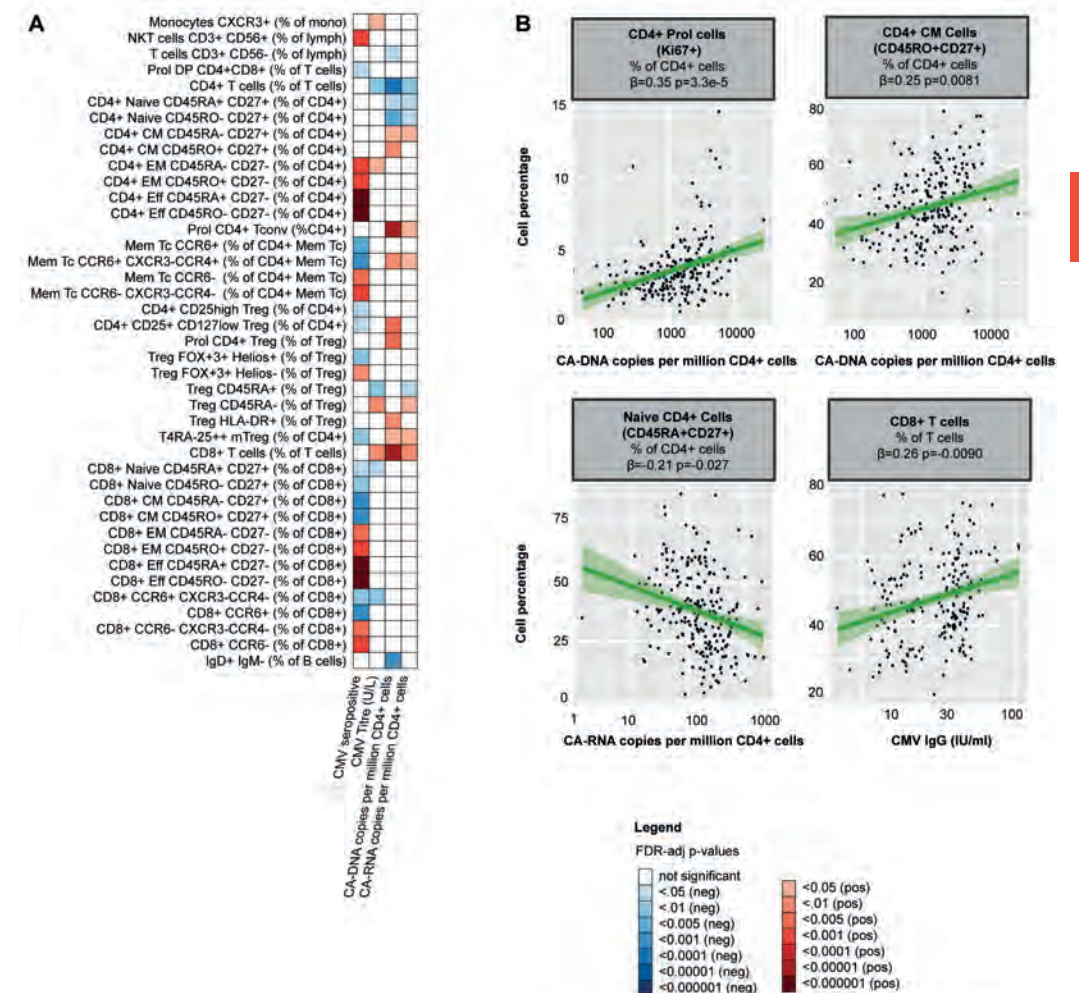 A
Monocytes CXCR3+ (% of mono)
NKT cells CD3+ CD56+ (% of lymph)
T cells CD3+ CD56- (% of lymph)
Prol DP CD4+CD8+ (% of T cells)
CD4+ T cells (% of T cells)
CD4+ Naive CD45RA+ CD27+ (% of CD4+)
CD4+ Naive CD45RO- CD27+ (% of CD4+)
CD4+ CM CD45RA- CD27+ (% of CD4+)
CD4+ CM CD45RO+ CD27+ (% of CD4+)
CD4+ EM CD45RA- CD27- (% of CD4+)
CD4+ EM CD45RO+ CD27- (% of CD4+)
CD4+ Eff CD45RA+ CD27- (% of CD4+)
CD4+ Eff CD45RO- CD27- (% of CD4+)
Prol CD4+ Tconv (%CD4+)
Mem Tc CCR6+ (% of CD4+ Mem Tc)
Mem Tc CCR6+ CXCR3-CCR4+ (% of CD4+ Mem Tc)
Mem Tc CCR6- (% of CD4+ Mem Tc)
Mem Tc CCR6- CXCR3-CCR4- (% of CD4+ Mem Tc)
CD4+ CD25high Treg (% of CD4+)
CD4+ CD25+ CD127low Treg (% of CD4+)
Prol CD4+ Treg (% of Treg)
Treg FOX+3+ Helios+ (% of Treg)
Treg FOX+3+ Helios- (% of Treg)
Treg CD45RA+ (% of Treg)
Treg CD45RA- (% of Treg)
Treg HLA-DR+ (% of Treg)
T4RA-25++ mTreg (% of CD4+)
CD8+ T cells (% of T cells)
CD8+ Naive CD45RA+ CD27+ (% of CD8+)
CD8+ Naive CD45RO- CD27+ (% of CD8+)
CD8+ CM CD45RA- CD27+ (% of CD8+)
CD8+ CM CD45RO+ CD27+ (% of CD8+)
CD8+ EM CD45RA- CD27- (% of CD8+)
CD8+ EM CD45RO+ CD27- (% of CD8+)
CD8+ Eff CD45RA+ CD27- (% of CD8+)
CD8+ Eff CD45RO- CD27- (% of CD8+)
CD8+ CCR6+ CXCR3-CCR4- (% of CD8+)
CD8+ CCR6+ (% of CD8+)
CD8+ CCR6- CXCR3-CCR4- (% of CD8+)
CD8+ CCR6- (% of CD8+)
IgD+ IgM- (% of B cells)
CMV seropositive
CMV Titre (U/L)
CA-DNA copies per million CD4+ cells
CA-RNA copies per million CD4+ cells
B
CD4+ Prol cells
(Ki67+)
% of CD4+ cells
β=0.35 p=3.3e-5
Cell percentage
15
10
5
0
100 1000 10000
CA-DNA copies per million CD4+ cells
CD4+ CM Cells
(CD45RO+CD27+)
% of CD4+ cells
β=0.25 p=0.0081
80
60
40
20
100 1000 10000
CA-DNA copies per million CD4+ cells
Naive CD4+ Cells
(CD45RA+CD27+)
% of CD4+ cells
β=-0.21 p=-0.027
Cell percentage
75
50
25
0
1 10 100 1000
CA-RNA copies per million CD4+ cells
CD8+ T cells
% of T cells
β=0.26 p=-0.0090
80
60
40
20
10 30 100
CMV IgG (IU/ml)
Legend
FDR-adj p-values
not significant
<.05 (neg)
<.01 (neg)
<0.005 (neg)
<0.001 (neg)
<0.0001 (neg)
<0.00001 (neg)
<0.000001 (neg)
<0.05 (pos)
<.01 (pos)
<0.005 (pos)
<0.001 (pos)
<0.0001 (pos)
<0.00001 (pos)
<0.000001 (pos)